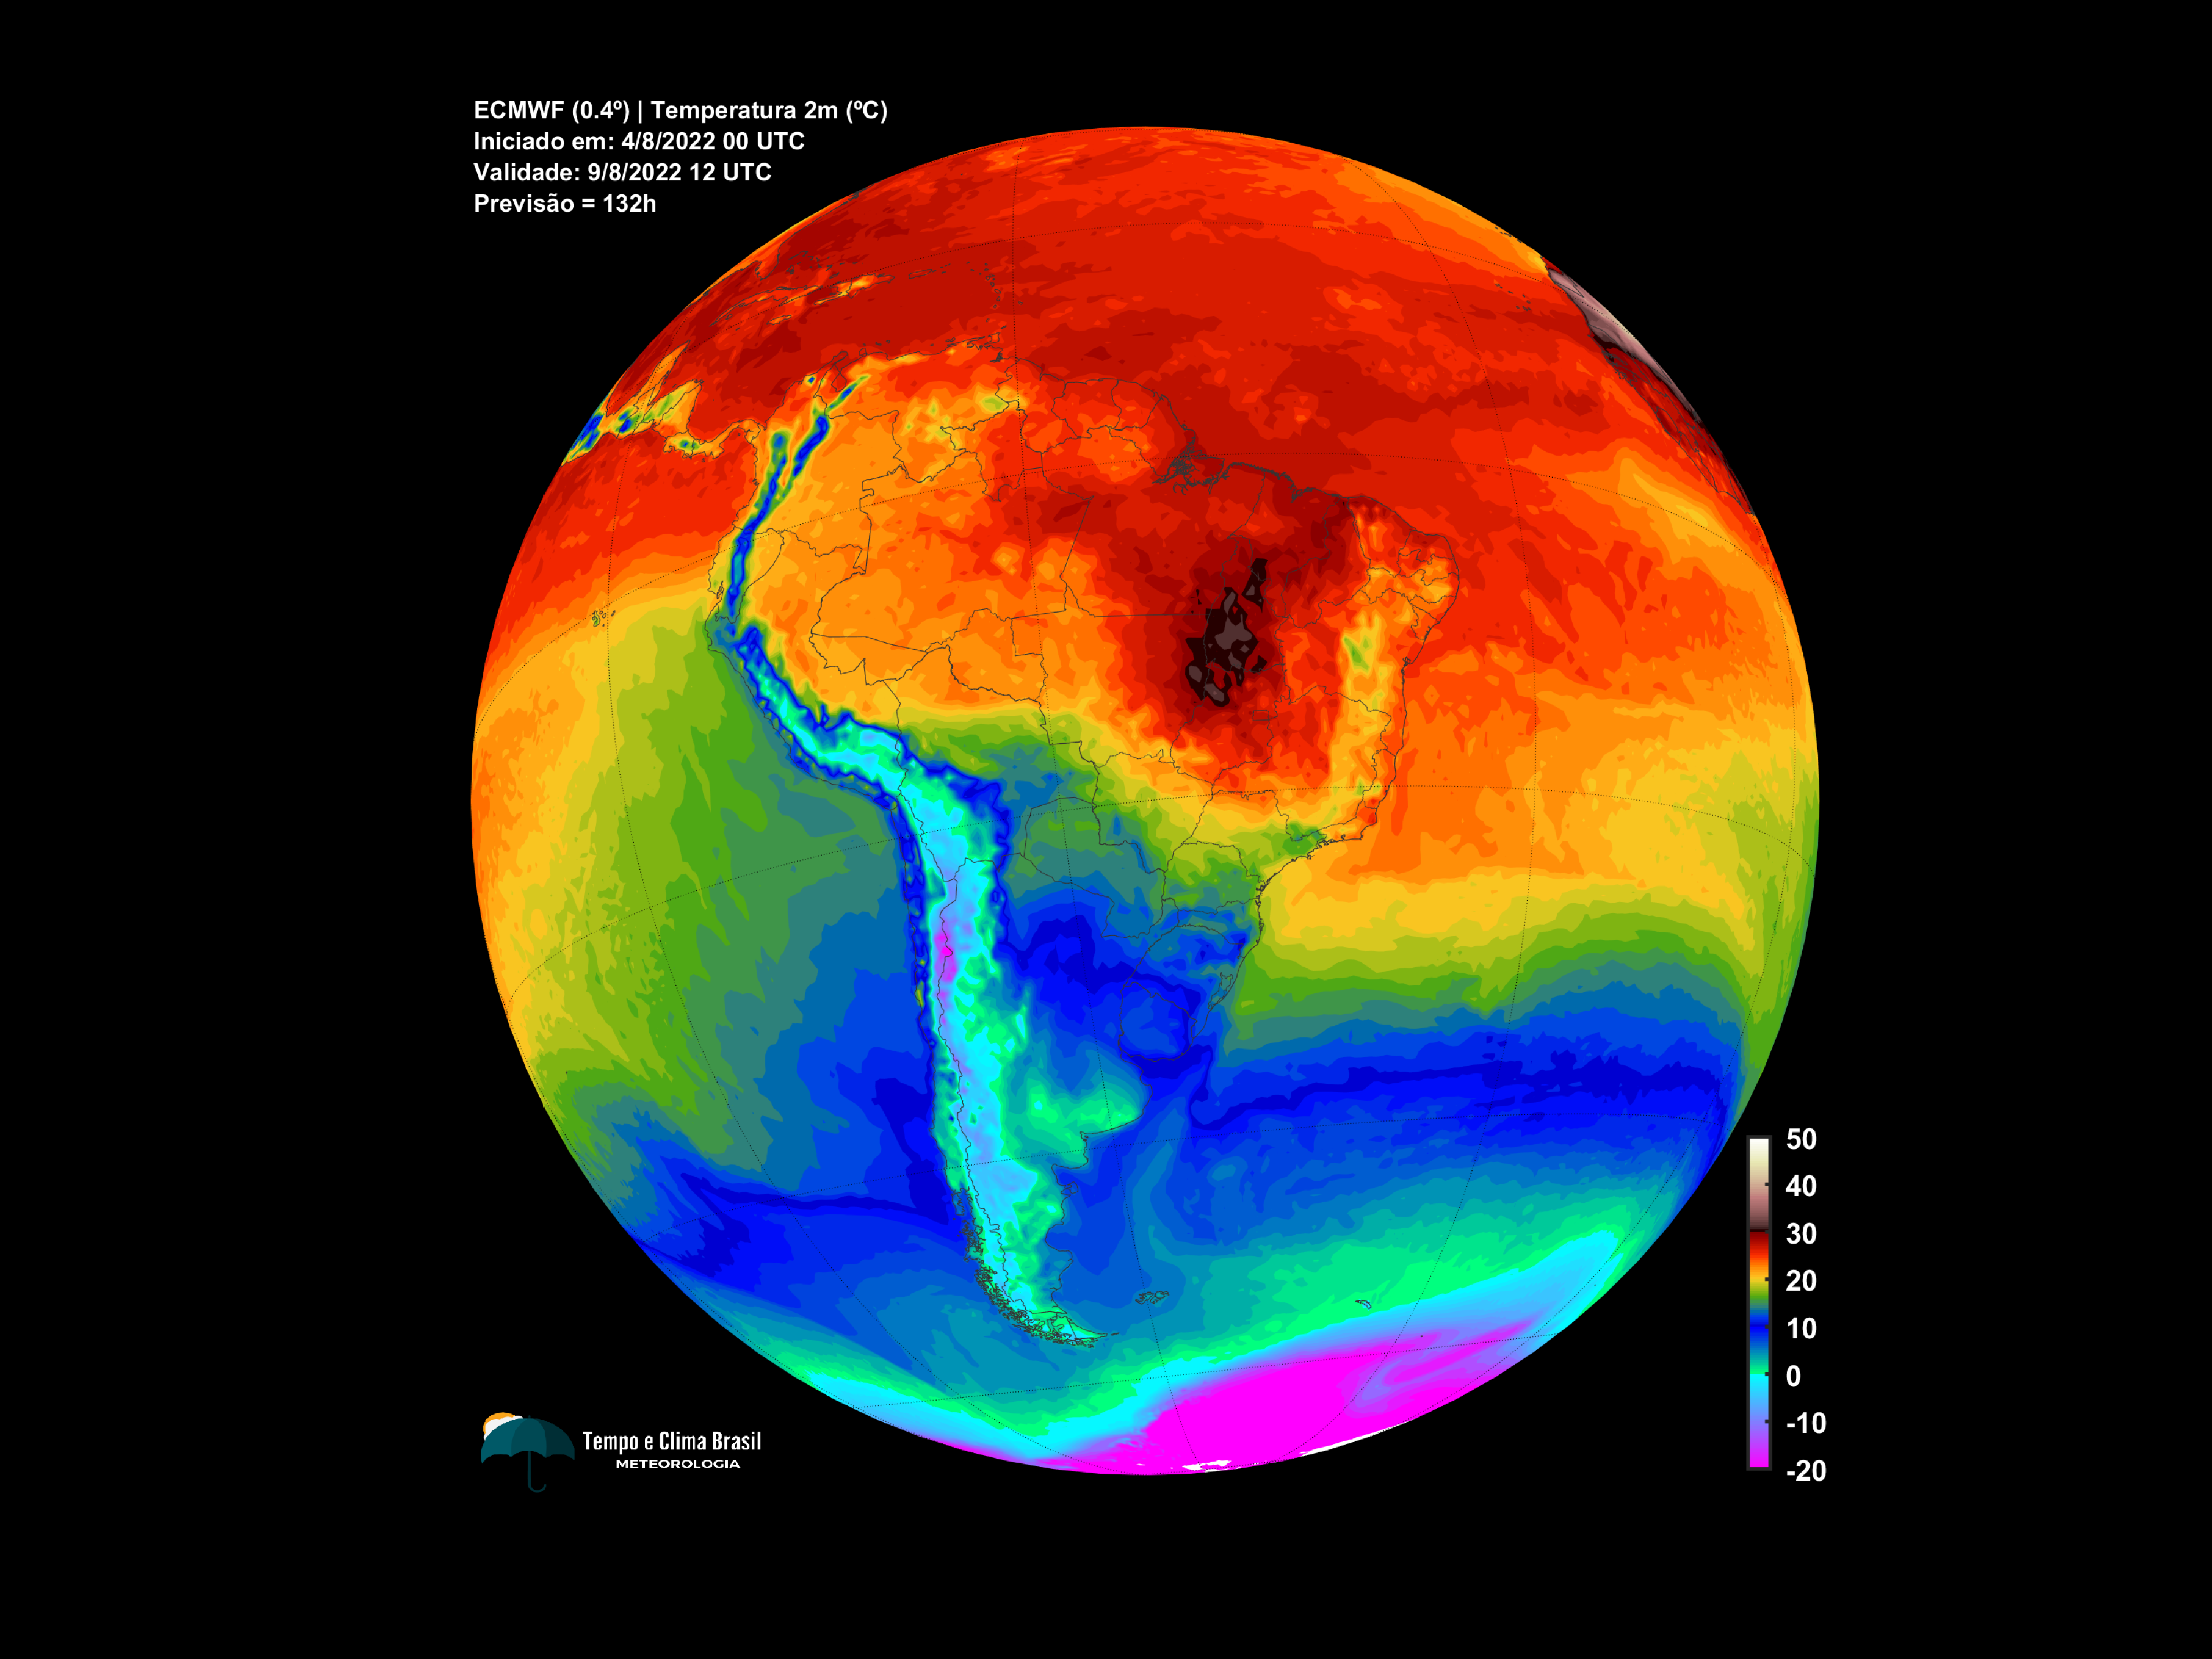 ECMWF (0.4º) | Temperatura 2m (ºC)
Iniciado em: 4/8/2022 00 UTC
Validade: 9/8/2022 12 UTC
Previsão = 132h
50
40
30
20
10
0
-10
-20
Tempo e Clima Brasil
METEOROLOGIA